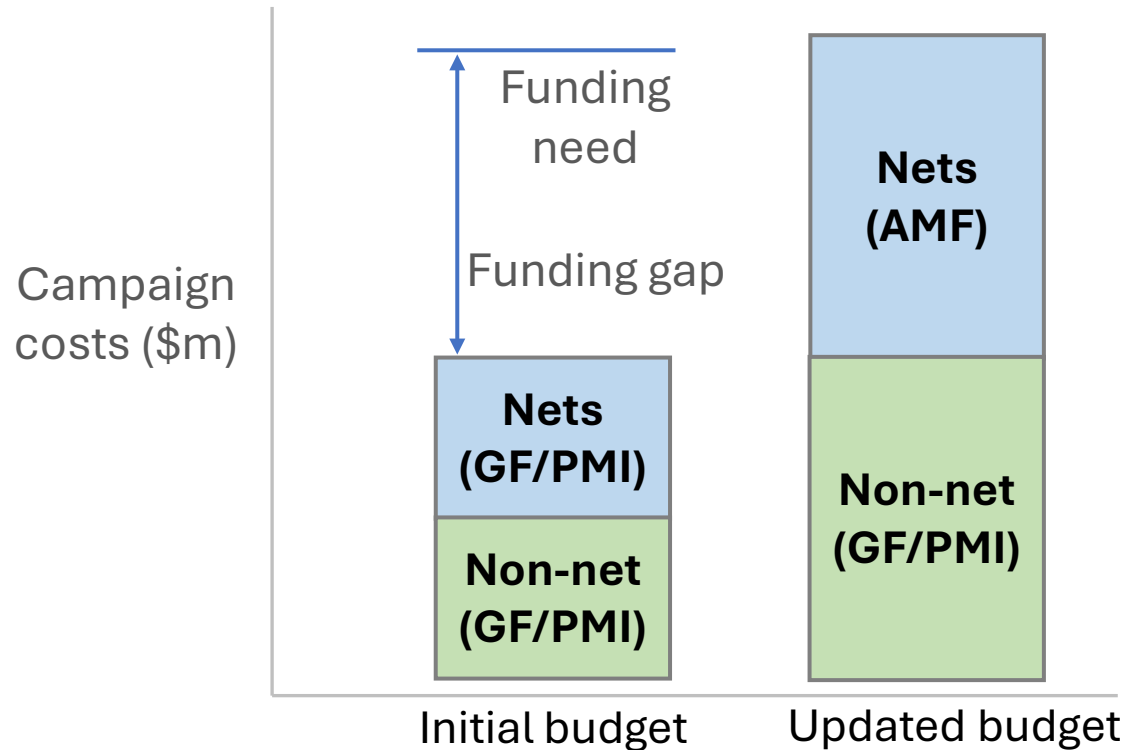 Campaign
costs ($m)
Funding
need
Funding gap
Nets
(GF/PMI)
Non-net
(GF/PMI)
Nets
(AMF)
Non-net
(GF/PMI)
Initial budget
Updated budget